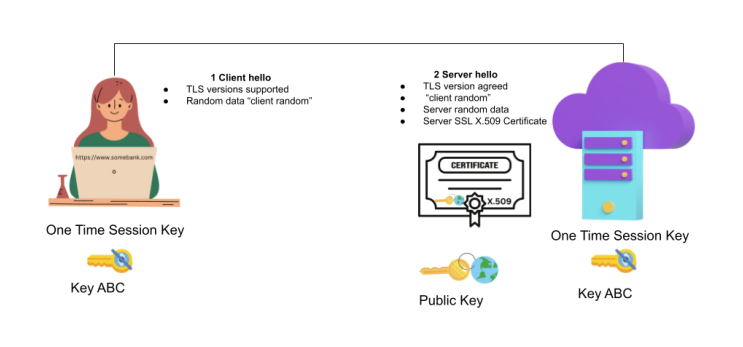 1 Client hello
● TLS versions supported
● Random data “client random”
2 Server hello
● TLS version agreed
● “client random”
● Server random data
● Server SSL X.509 Certificate
https://www.somebank.com
CERTIFICATE
X.509
One Time Session Key
Key ABC
Public Key
One Time Session Key
Key ABC